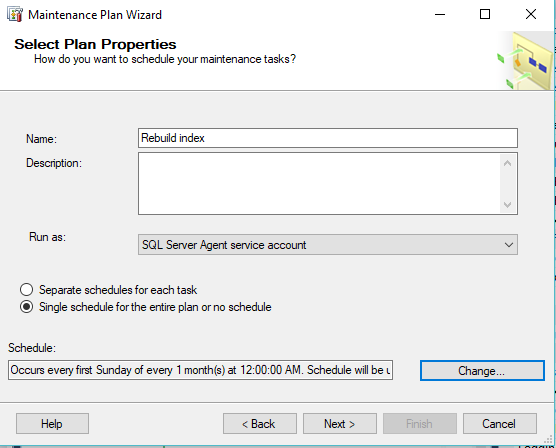 Maintenance Plan Wizard
Select Plan Properties
How do you want to schedule your maintenance tasks?
Name:
Rebuild index
Description:
Run as:
SQL Server Agent service account
Separate schedules for each task
Single schedule for the entire plan or no schedule
Schedule:
Occurs every first Sunday of every 1 month(s) at 12:00:00 AM. Schedule will be
Change...
Help
< Back
Next >
Finish
Cancel